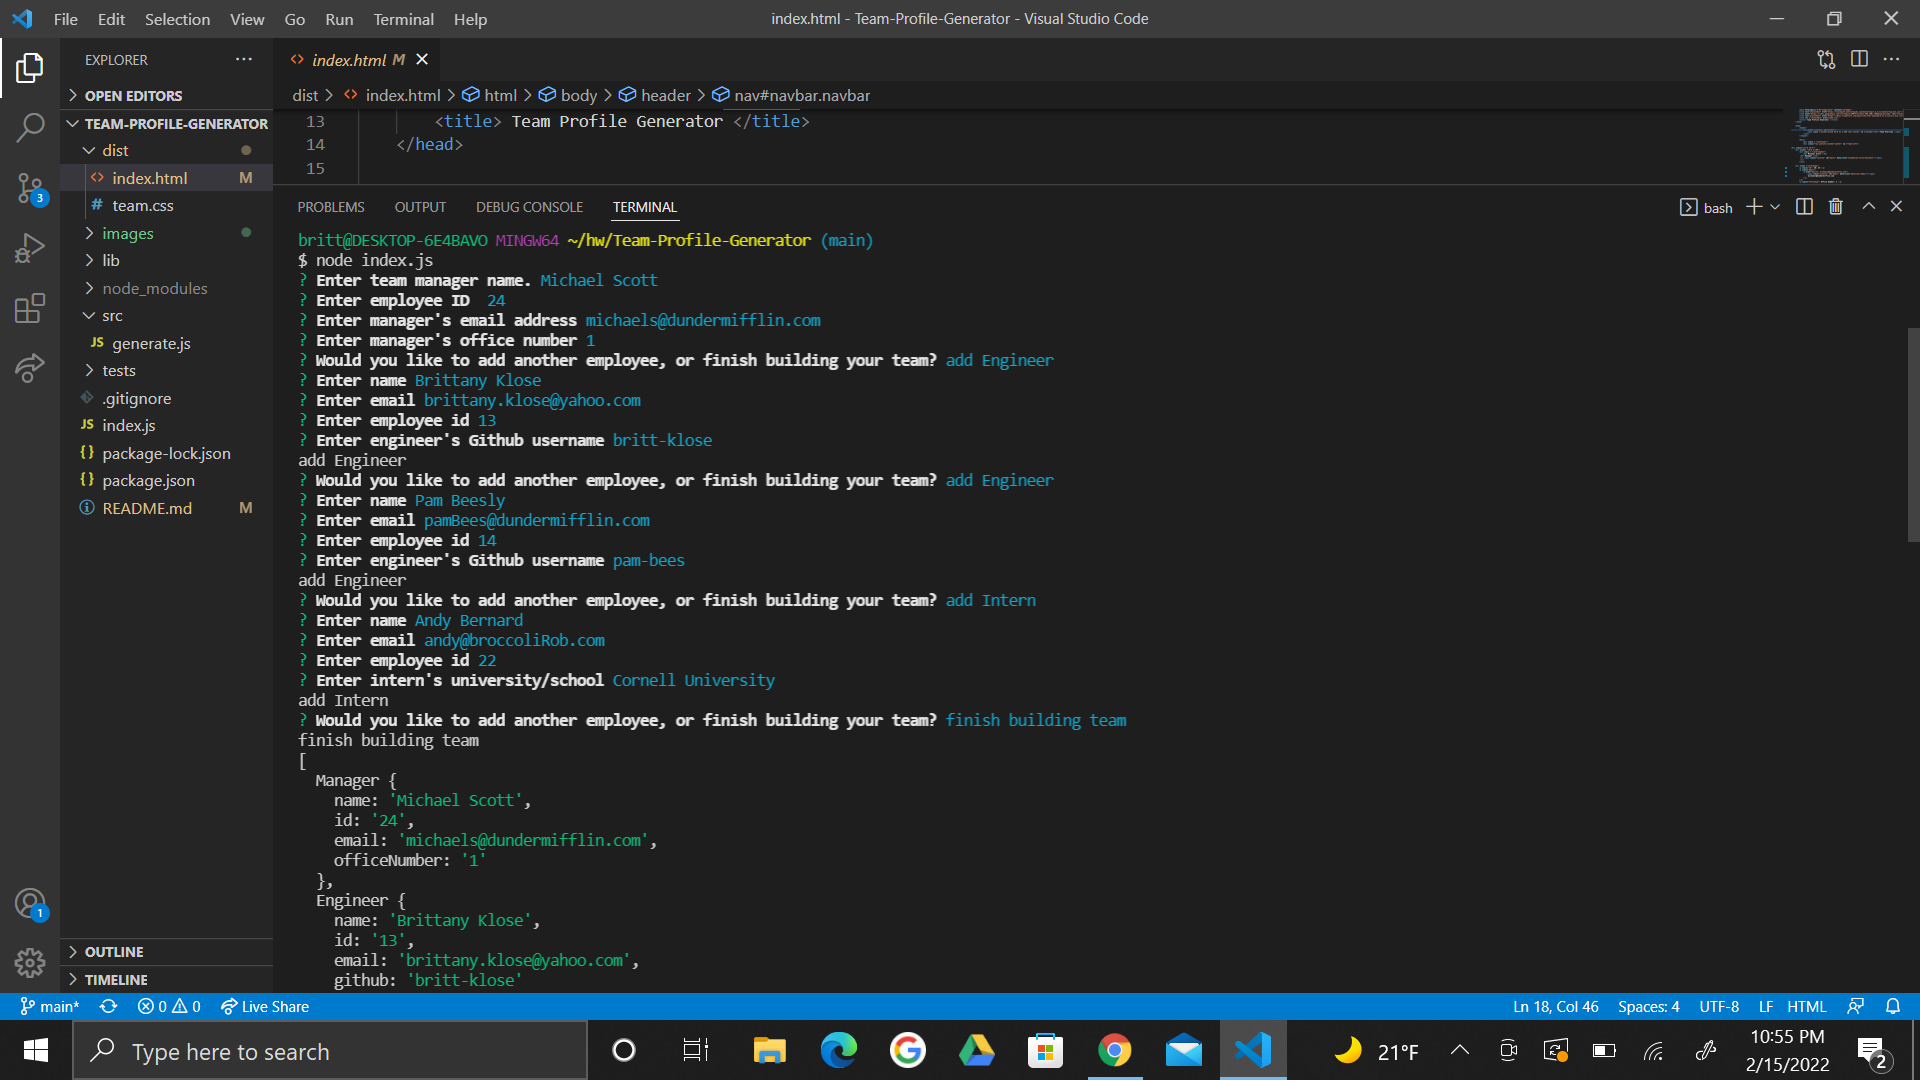 File Edit Selection View Go Run Terminal Help
index.html - Team-Profile-Generator - Visual Studio Code
EXPLORER
OPEN EDITORS
TEAM-PROFILE-GENERATOR
dist
<> index.html M
# team.css
images
lib
node_modules
src
JS generate.js
tests
.gitignore
JS index.js
{} package-lock.json
{} package.json
README.md M
OUTLINE
TIMELINE
3
1
<> index.html M
dist > <> index.html > html > body > header > nav#navbar.navbar
13 <title> Team Profile Generator </title>
14 </head>
15
PROBLEMS OUTPUT DEBUG CONSOLE TERMINAL
bash
britt@DESKTOP-6E4BAVO MINGW64 ~/hw/Team-Profile-Generator (main)
$ node index.js
? Enter team manager name. Michael Scott
? Enter employee ID  24
? Enter manager's email address michaels@dundermifflin.com
? Enter manager's office number 1
? Would you like to add another employee, or finish building your team? add Engineer
? Enter name Brittany Klose
? Enter email brittany.klose@yahoo.com
? Enter employee id 13
? Enter engineer's Github username britt-klose
add Engineer
? Would you like to add another employee, or finish building your team? add Engineer
? Enter name Pam Beesly
? Enter email pamBees@dundermifflin.com
? Enter employee id 14
? Enter engineer's Github username pam-bees
add Engineer
? Would you like to add another employee, or finish building your team? add Intern
? Enter name Andy Bernard
? Enter email andy@broccoliRob.com
? Enter employee id 22
? Enter intern's university/school Cornell University
add Intern
? Would you like to add another employee, or finish building your team? finish building team
finish building team
[
  Manager {
    name: 'Michael Scott',
    id: '24',
    email: 'michaels@dundermifflin.com',
    officeNumber: '1'
  },
  Engineer {
    name: 'Brittany Klose',
    id: '13',
    email: 'brittany.klose@yahoo.com',
    github: 'britt-klose'
main* 0 0 Live Share
Ln 18, Col 46 Spaces: 4 UTF-8 LF HTML
Type here to search
21°F
10:55 PM
2/15/2022
2